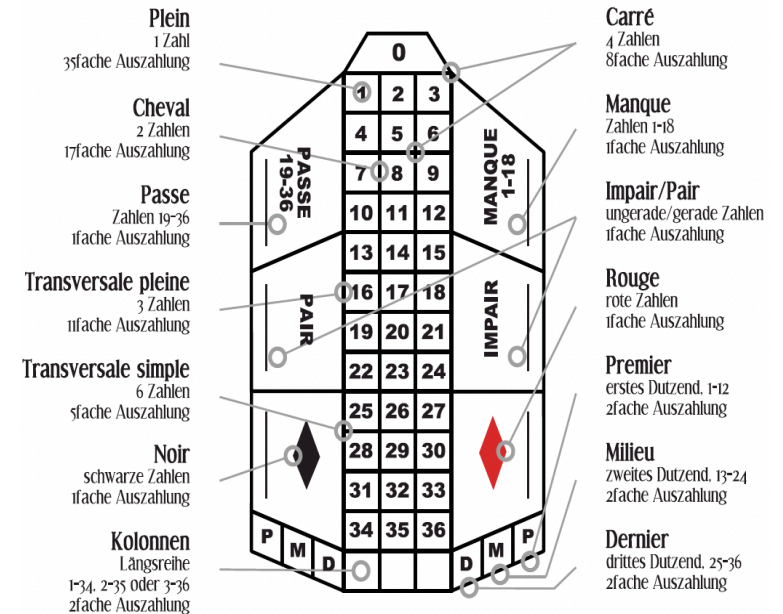 Plein
1 Zahl
35fache Auszahlung
Cheval
2 Zahlen
17fache Auszahlung
Passe
Zahlen 19-36
1fache Auszahlung
Transversale pleine
3 Zahlen
11fache Auszahlung
Transversale simple
6 Zahlen
5fache Auszahlung
Noir
schwarze Zahlen
1fache Auszahlung
Kolonnen
Längsreihe
1-34, 2-35 oder 3-36
2fache Auszahlung
0
1 2 3
4 5 6
7 8 9
10 11 12
13 14 15
16 17 18
19 20 21
22 23 24
25 26 27
28 29 30
31 32 33
34 35 36
PASSE
19-36
MANQUE
1-18
PAIR
IMPAIR
P M D
D M P
Carré
4 Zahlen
8fache Auszahlung
Manque
Zahlen 1-18
1fache Auszahlung
Impair/Pair
ungerade/gerade Zahlen
1fache Auszahlung
Rouge
rote Zahlen
1fache Auszahlung
Premier
erstes Dutzend, 1-12
2fache Auszahlung
Milieu
zweites Dutzend, 13-24
2fache Auszahlung
Dernier
drittes Dutzend, 25-36
2fache Auszahlung